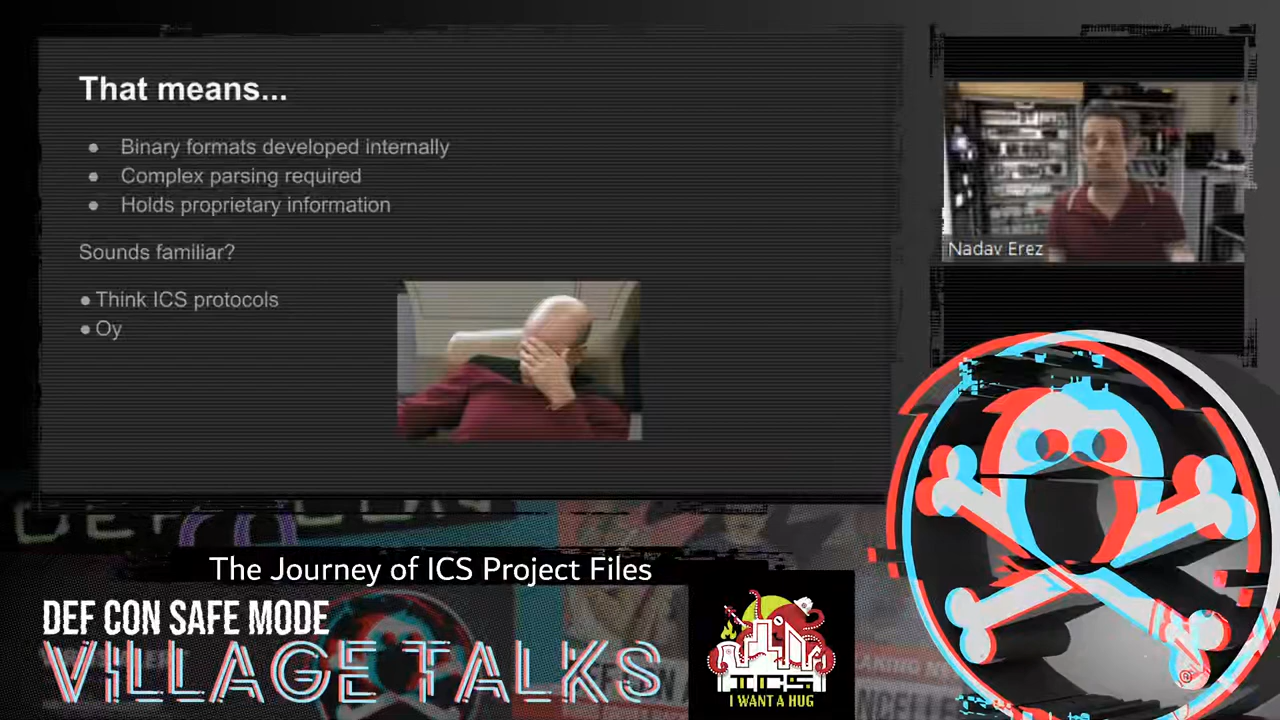 That means...
● Binary formats developed internally
● Complex parsing required
● Holds proprietary information
Sounds familiar?
● Think ICS protocols
● Oy
Nadav Erez
The Journey of ICS Project Files
DEF CON SAFE MODE
VILLAGE TALKS
ICS
I WANT A HUG